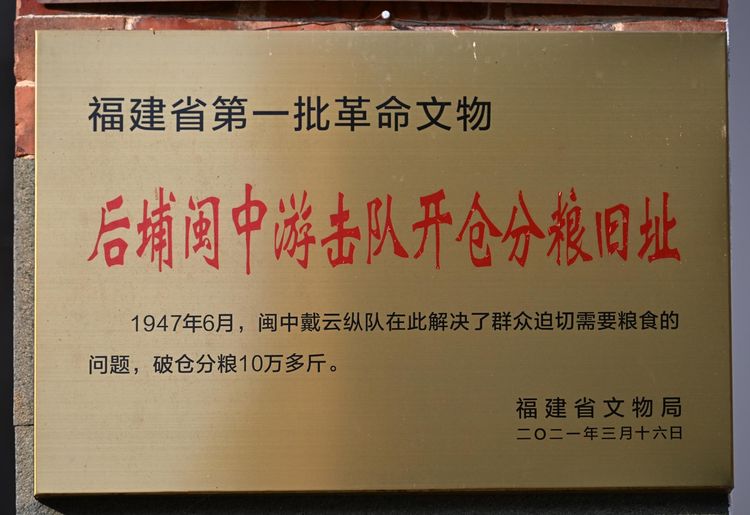 福建省第一批革命文物
后埔闽中游击队开仓分粮旧址
1947年6月，闽中戴云纵队在此解决了群众迫切需要粮食的
问题，破仓分粮10万多斤。
福建省文物局
二〇二一年三月十六日